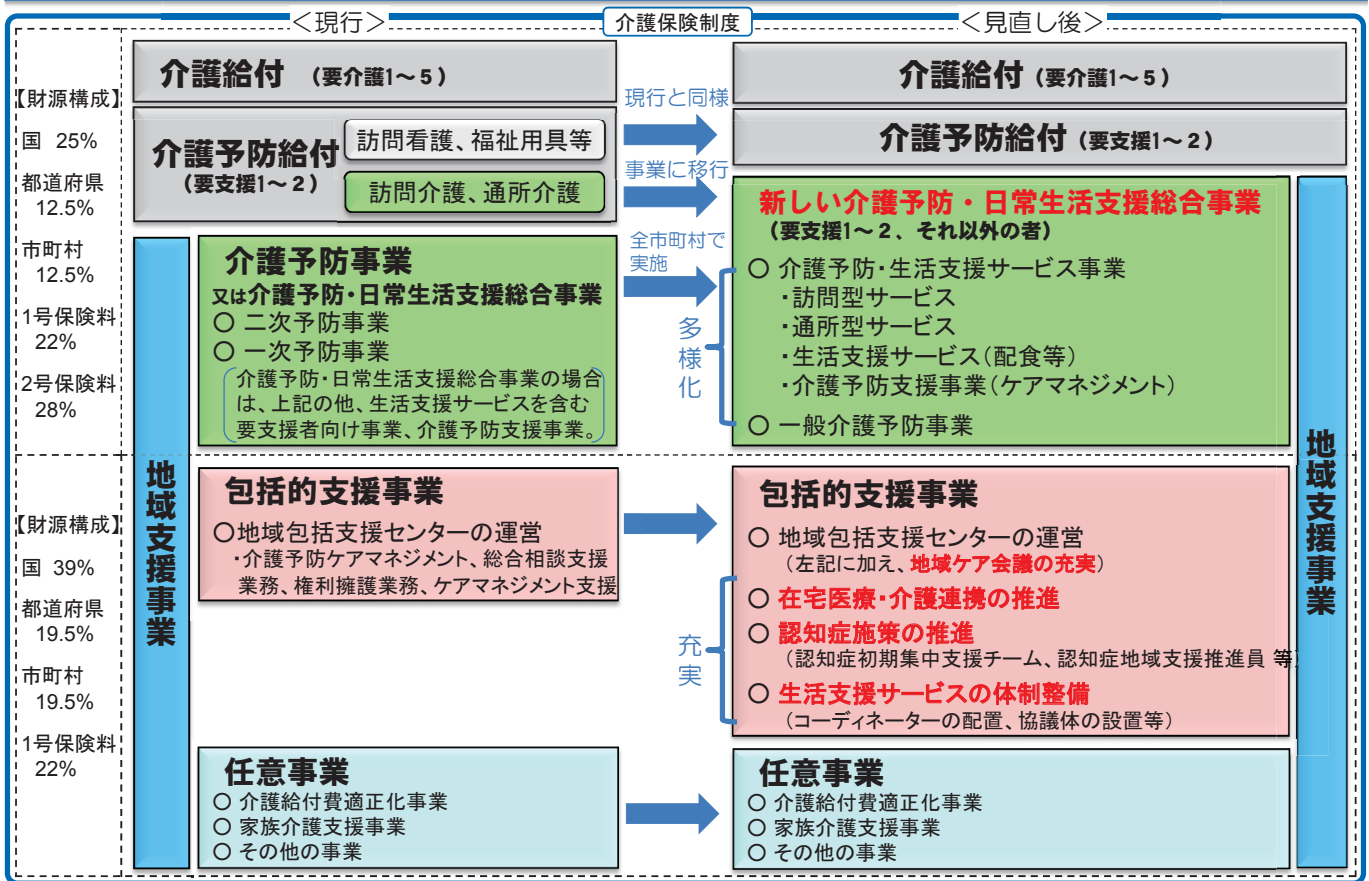 <現行>
介護保険制度
<見直し後>
【財源構成】
国 25%
都道府県
12.5%
市町村
12.5%
1号保険料
22%
2号保険料
28%
【財源構成】
国 39%
都道府県
19.5%
市町村
19.5%
1号保険料
22%
介護給付 (要介護1～5)
介護予防給付
(要支援1～2)
訪問看護、福祉用具等
訪問介護、通所介護
地域支援事業
介護予防事業
又は介護予防・日常生活支援総合事業
○ 二次予防事業
○ 一次予防事業
介護予防・日常生活支援総合事業の場合
は、上記の他、生活支援サービスを含む
要支援者向け事業、介護予防支援事業。
包括的支援事業
○地域包括支援センターの運営
・介護予防ケアマネジメント、総合相談支援
業務、権利擁護業務、ケアマネジメント支援
任意事業
○ 介護給付費適正化事業
○ 家族介護支援事業
○ その他の事業
現行と同様
事業に移行
全市町村で
実施
多様化
充実
介護給付 (要介護1～5)
介護予防給付 (要支援1～2)
新しい介護予防・日常生活支援総合事業
(要支援1～2、それ以外の者)
○ 介護予防・生活支援サービス事業
・訪問型サービス
・通所型サービス
・生活支援サービス(配食等)
・介護予防支援事業(ケアマネジメント)
○ 一般介護予防事業
包括的支援事業
○ 地域包括支援センターの運営
(左記に加え、地域ケア会議の充実)
○ 在宅医療・介護連携の推進
○ 認知症施策の推進
(認知症初期集中支援チーム、認知症地域支援推進員 等)
○ 生活支援サービスの体制整備
(コーディネーターの配置、協議体の設置等)
任意事業
○ 介護給付費適正化事業
○ 家族介護支援事業
○ その他の事業
地域支援事業